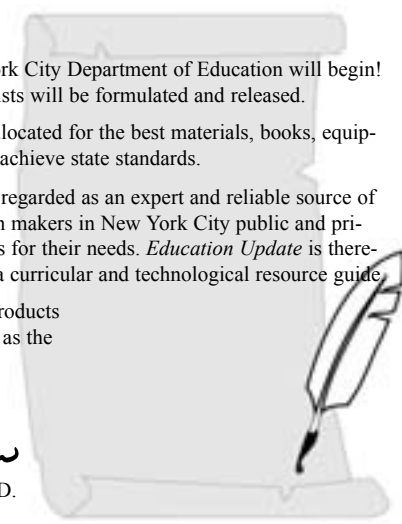 rk City Department of Education will begin!
sts will be formulated and released.
llocated for the best materials, books, equip-
achieve state standards.
regarded as an expert and reliable source of
n makers in New York City public and pri-
s for their needs. Education Update is there-
a curricular and technological resource guide
roducts
as the
D.